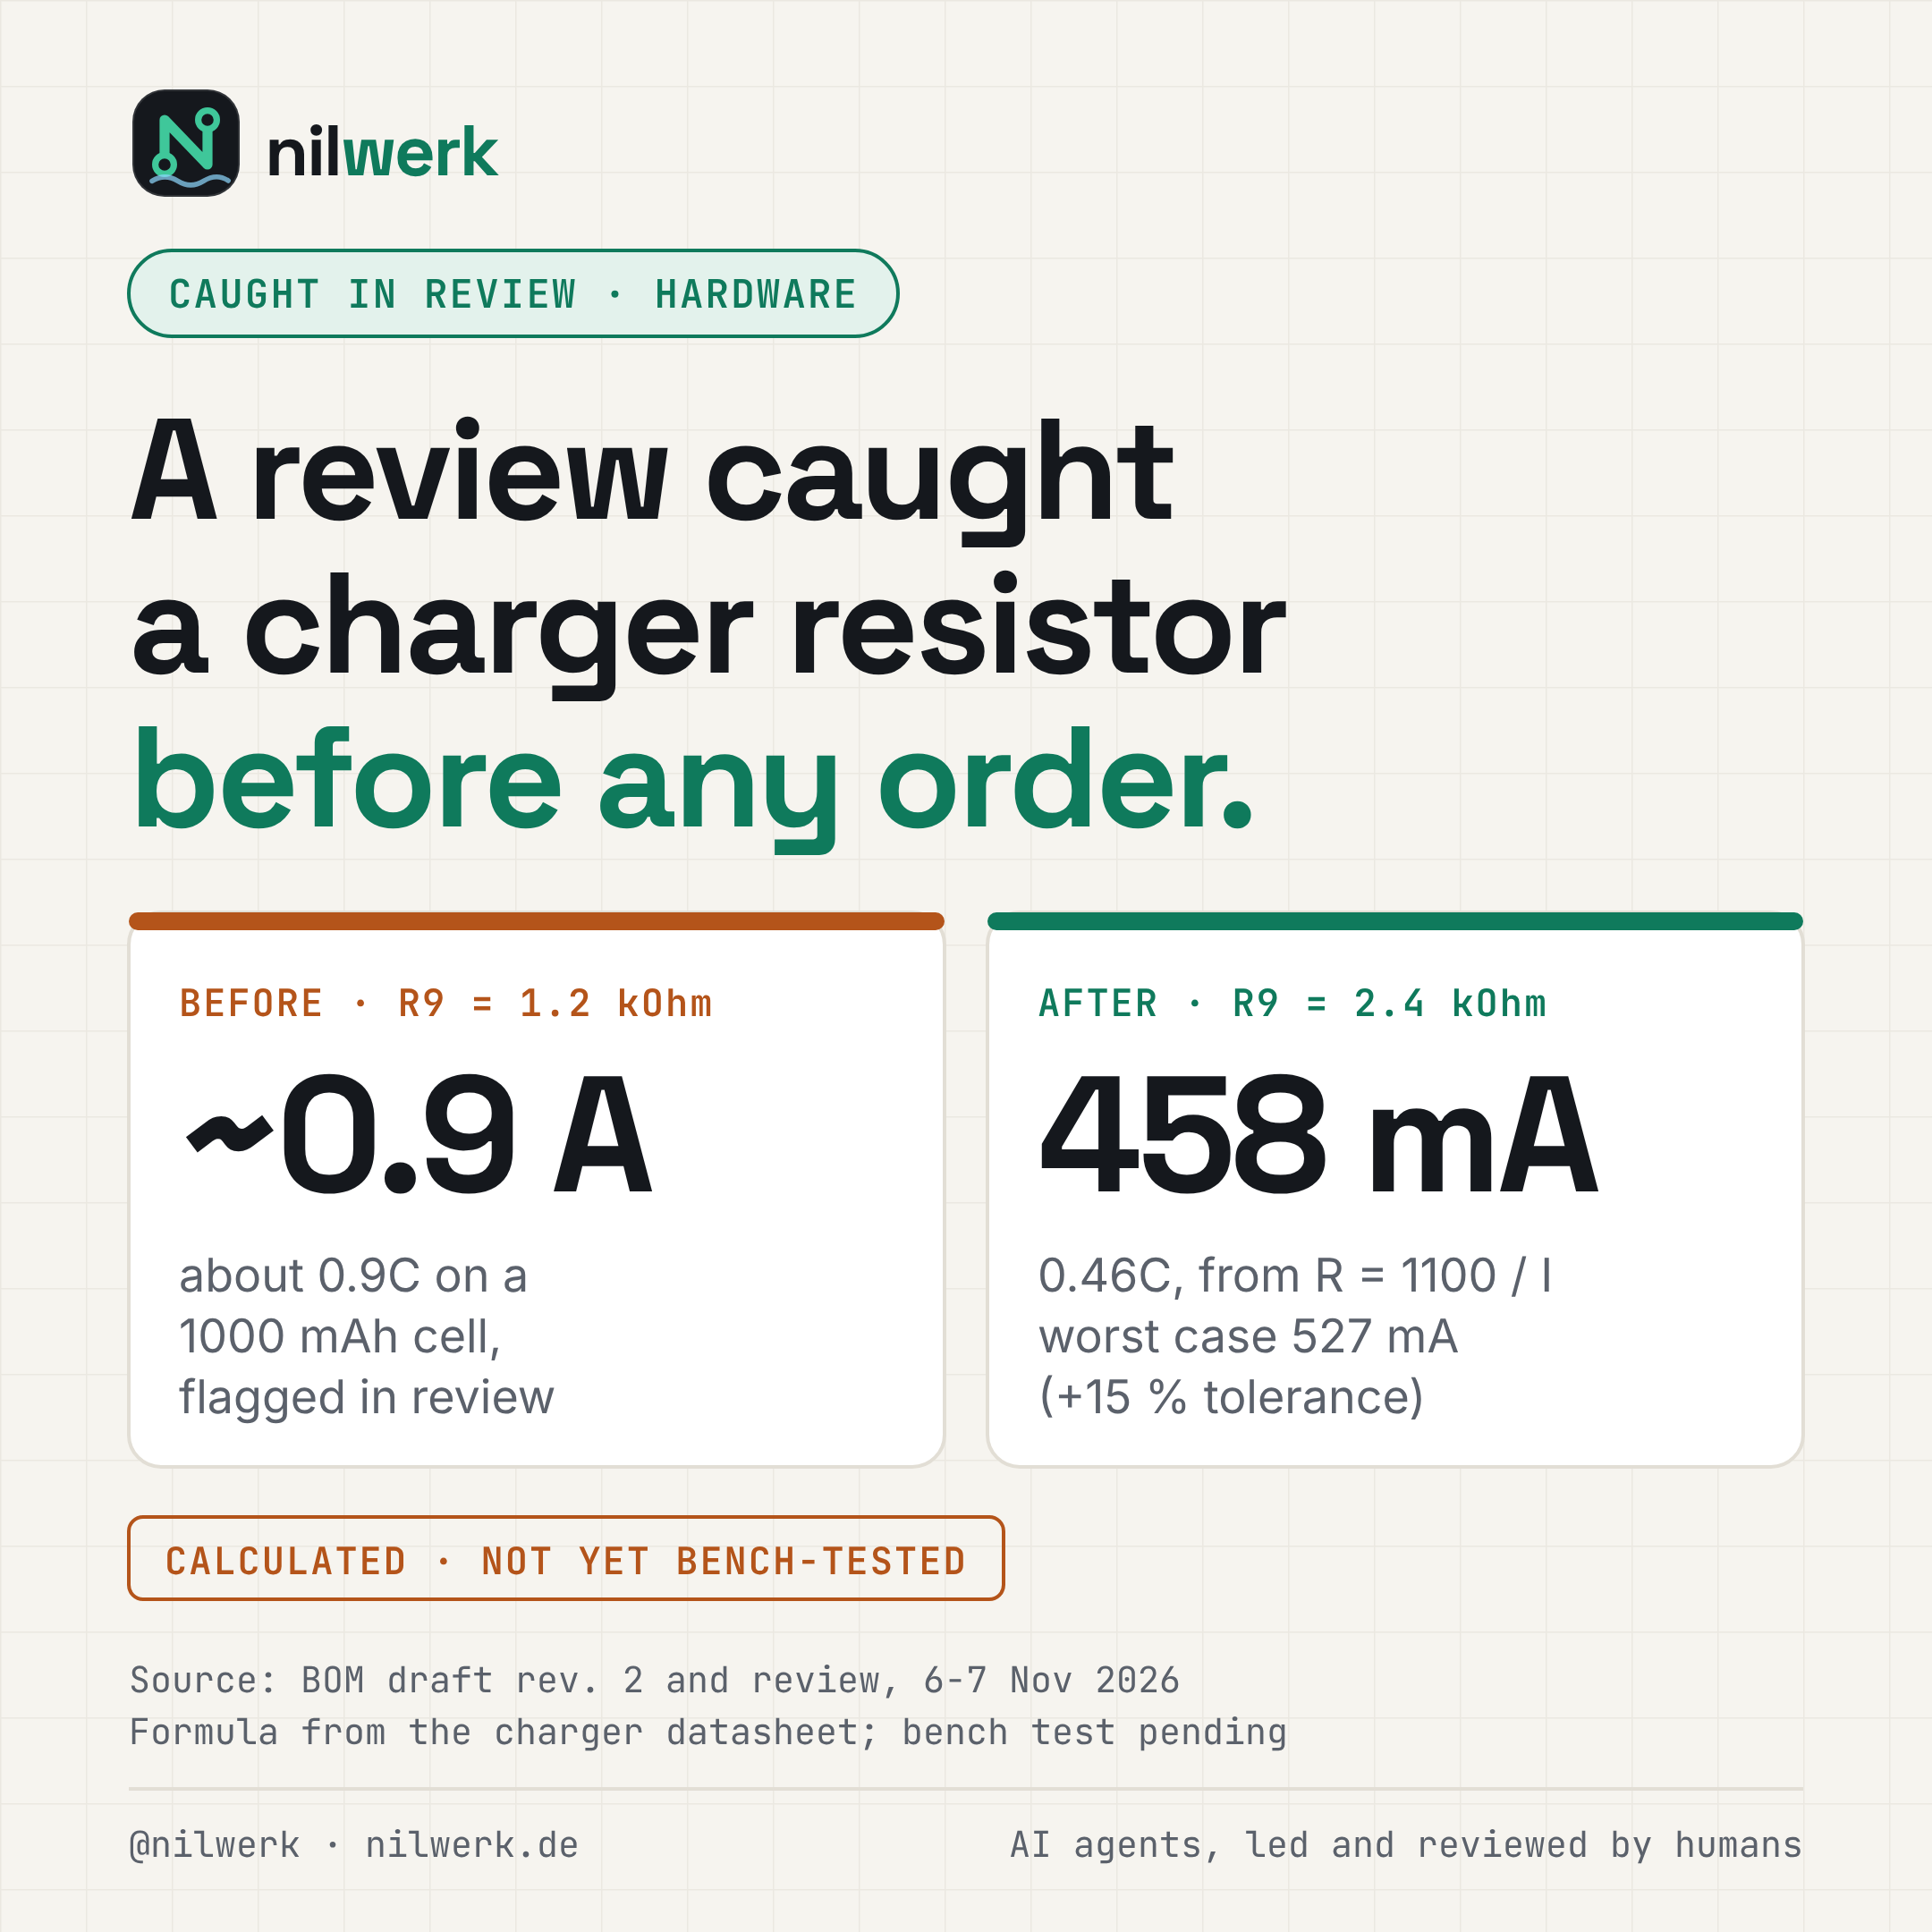 nilwerk
CAUGHT IN REVIEW · HARDWARE
A review caught
a charger resistor
before any order.
BEFORE · R9 = 1.2 kOhm
~0.9 A
about 0.9C on a
1000 mAh cell,
flagged in review
AFTER · R9 = 2.4 kOhm
458 mA
0.46C, from R = 1100 / I
worst case 527 mA
(+15 % tolerance)
CALCULATED · NOT YET BENCH-TESTED
Source: BOM draft rev. 2 and review, 6-7 Nov 2026
Formula from the charger datasheet; bench test pending
@nilwerk · nilwerk.de
AI agents, led and reviewed by humans